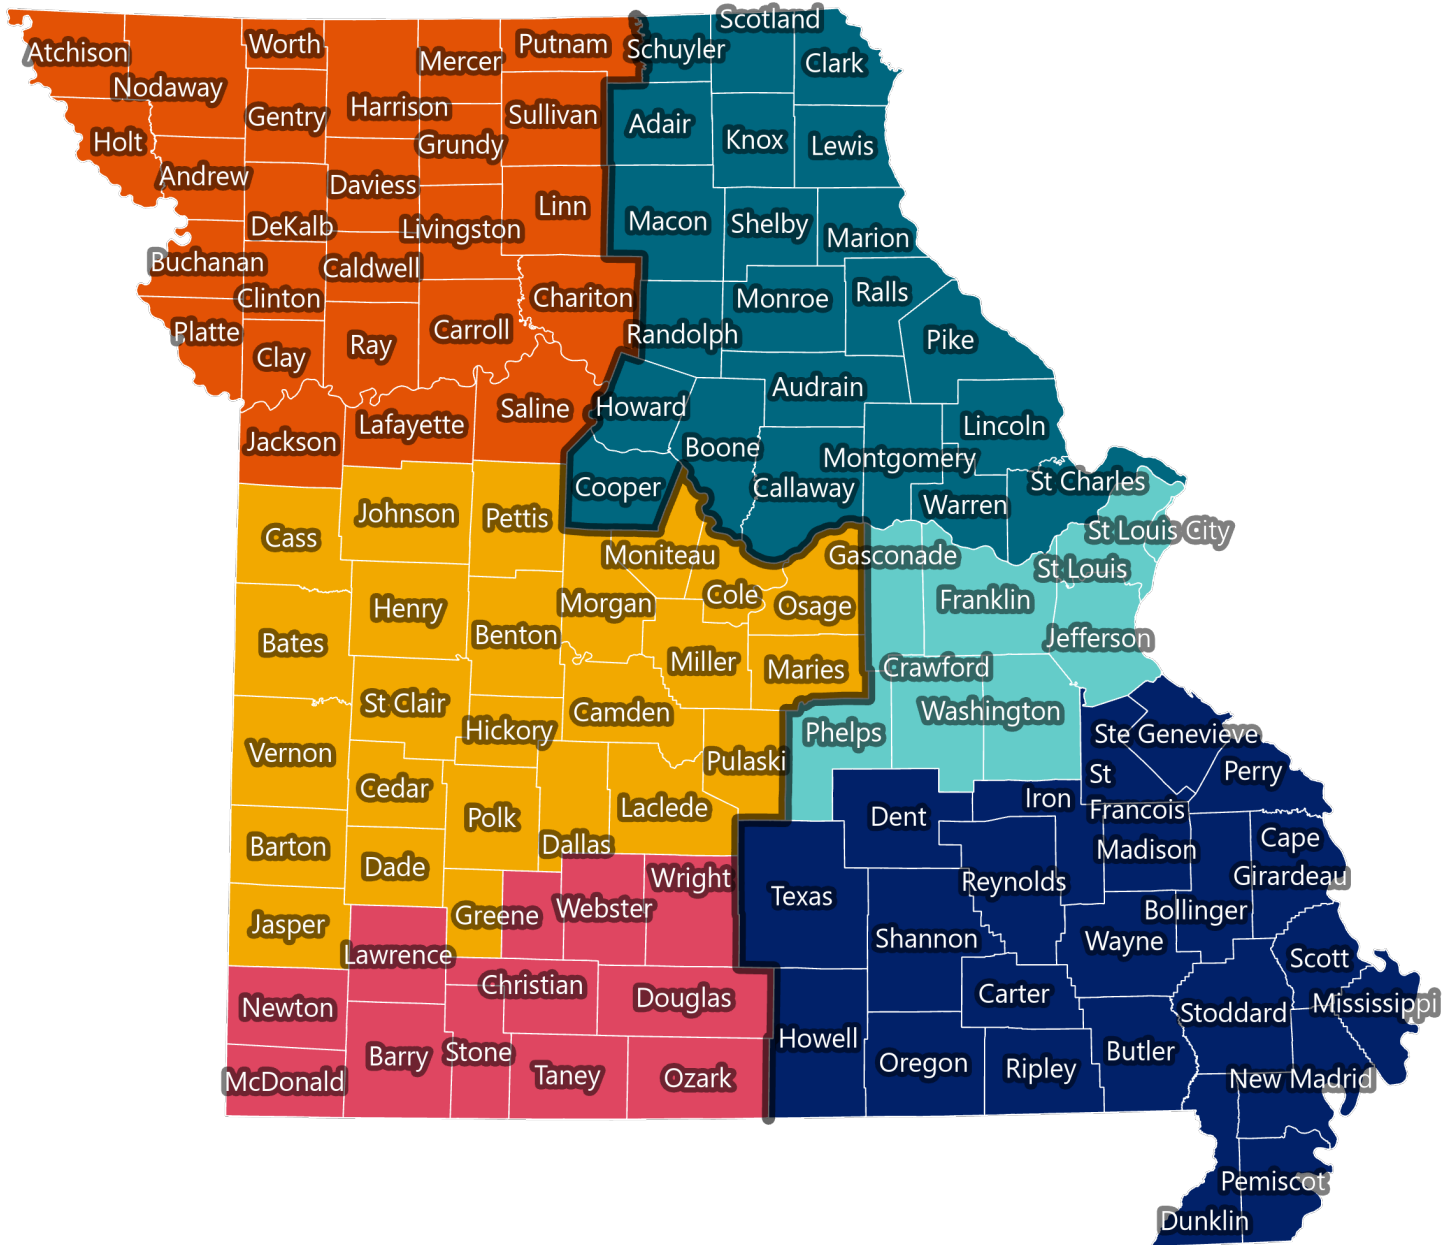 Scotland
Atchison
Worth
Putnam
Schuyler
Mercer
Clark
Nodaway
Harrison
Gentry
Sullivan
Adair
Holt
Grundy
Knox
Lewis
Andrew
Daviess
Linn
DeKalb
Livingston
Macon
Shelby
Marion
Buchanan
Caldwell
Clinton
Chariton
Monroe
Ralls
Platte
Carroll
Randolph
Pike
Clay
Ray
Audrain
Saline
Howard
Jackson
Lafayette
Lincoln
Boone
Montgomery
Cooper
Callaway
St Charles
Warren
Johnson
Pettis
Cass
St Louis City
Moniteau
Gasconade
St Louis
Henry
Morgan
Cole
Osage
Franklin
Bates
Benton
Jefferson
Miller
Maries
Crawford
St Clair
Camden
Washington
Hickory
Phelps
Ste Genevieve
Vernon
Pulaski
St
Francois
Perry
Cedar
Iron
Polk
Laclede
Dent
Barton
Dallas
Madison
Cape
Girardeau
Dade
Wright
Reynolds
Texas
Jasper
Greene
Webster
Bollinger
Lawrence
Shannon
Wayne
Scott
Newton
Christian
Douglas
Carter
Stoddard
Mississippi
Barry
Stone
Howell
Oregon
Ripley
Butler
McDonald
Taney
Ozark
New Madrid
Pemiscot
Dunklin